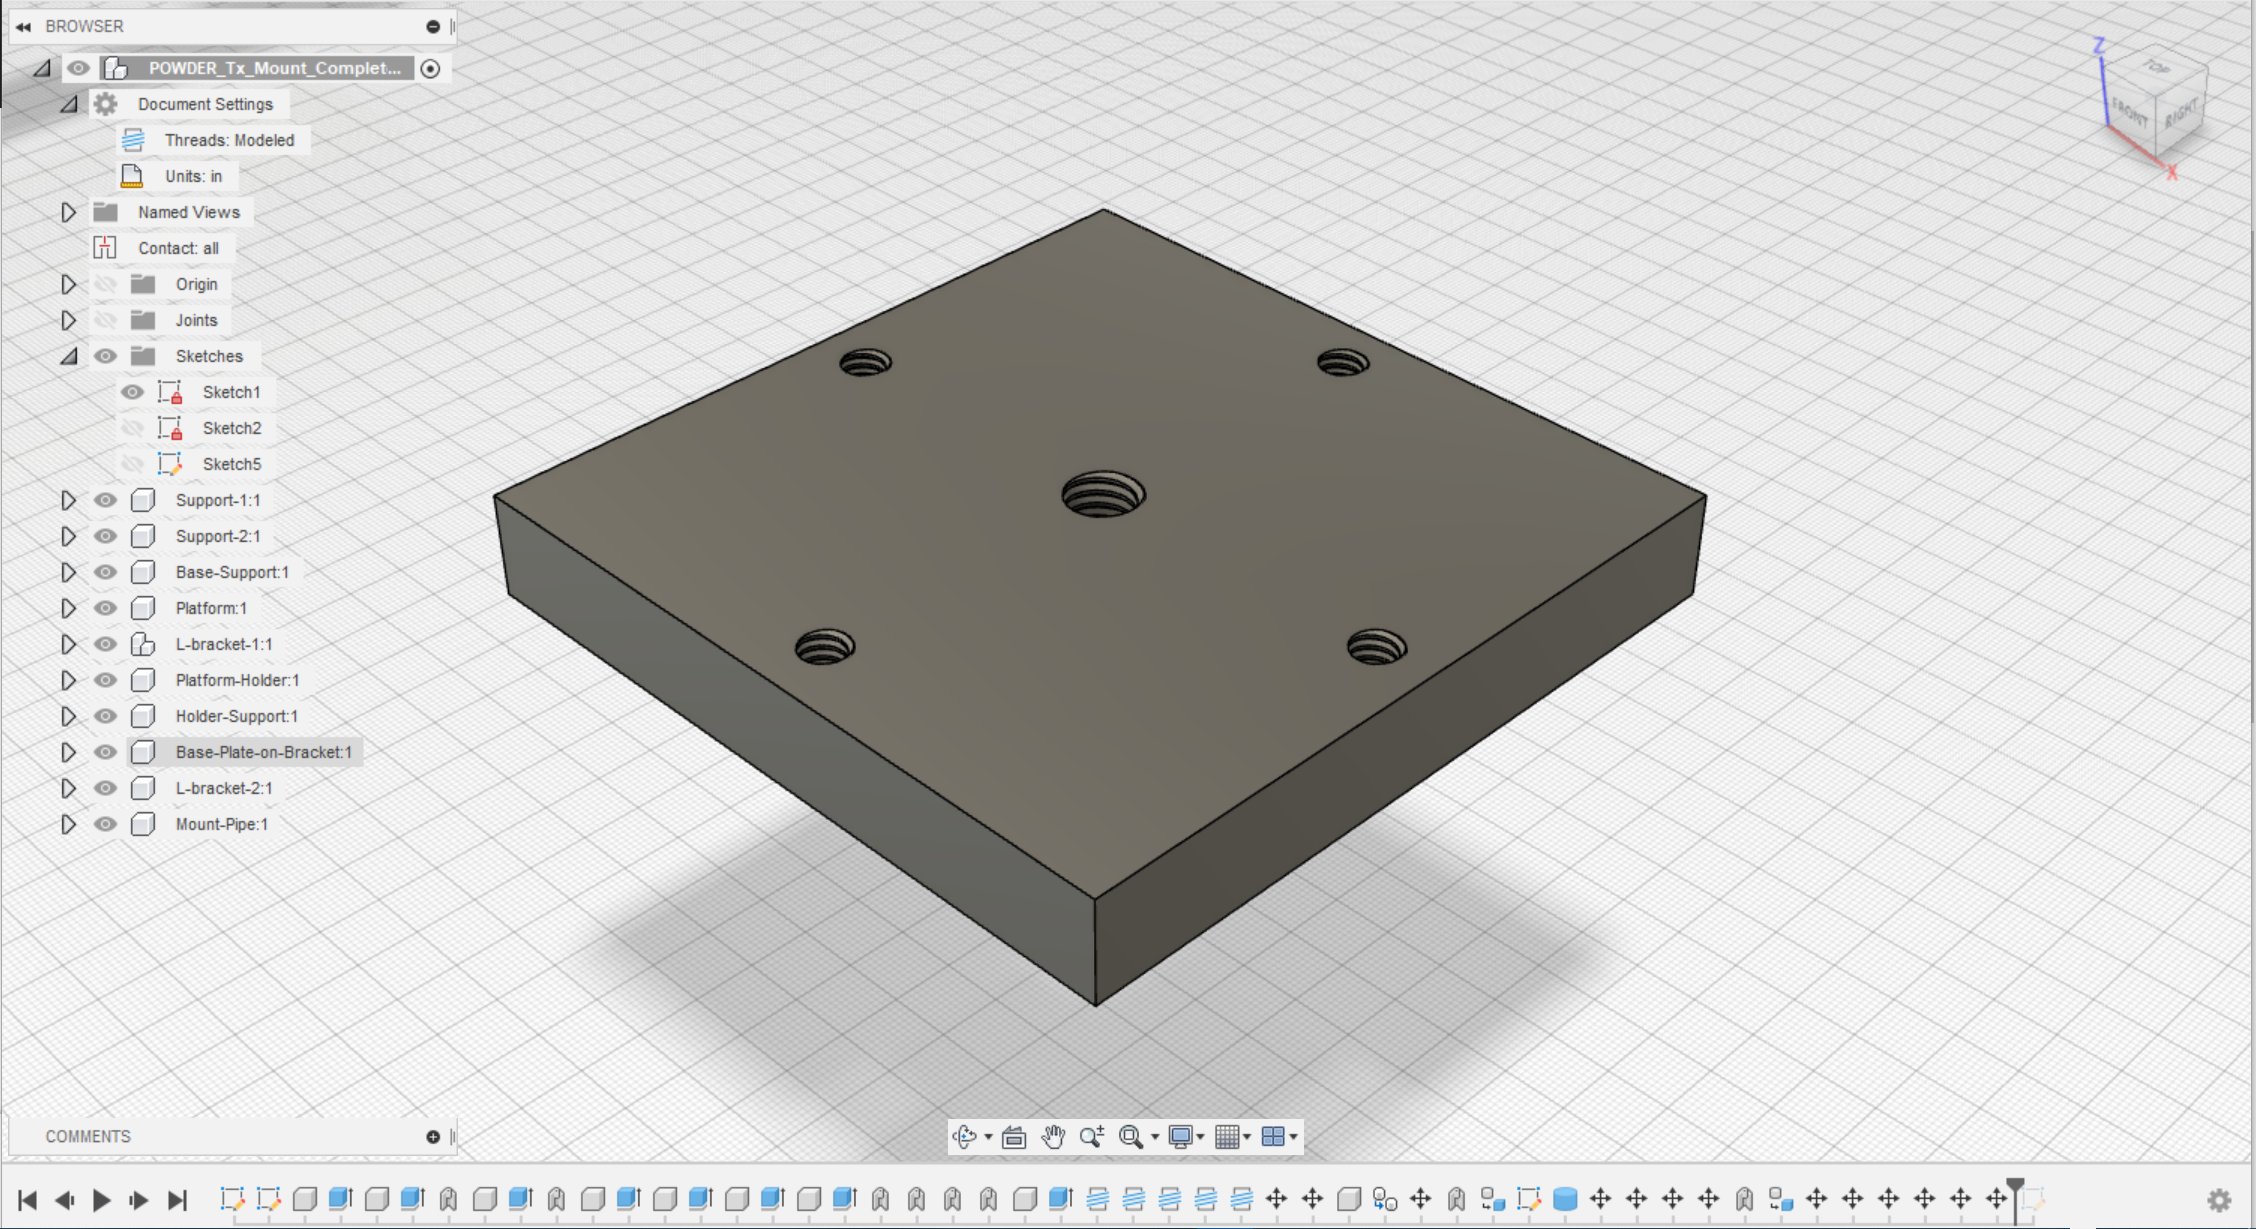 BROWSER
POWDER_Tx_Mount_Complet...
Document Settings
Threads: Modeled
Units: in
Named Views
Contact: all
Origin
Joints
Sketches
Sketch1
Sketch2
Sketch5
Support-1:1
Support-2:1
Base-Support:1
Platform:1
L-bracket-1:1
Platform-Holder:1
Holder-Support:1
Base-Plate-on-Bracket:1
L-bracket-2:1
Mount-Pipe:1
Z
TOP
FRONT
RIGHT
X
COMMENTS